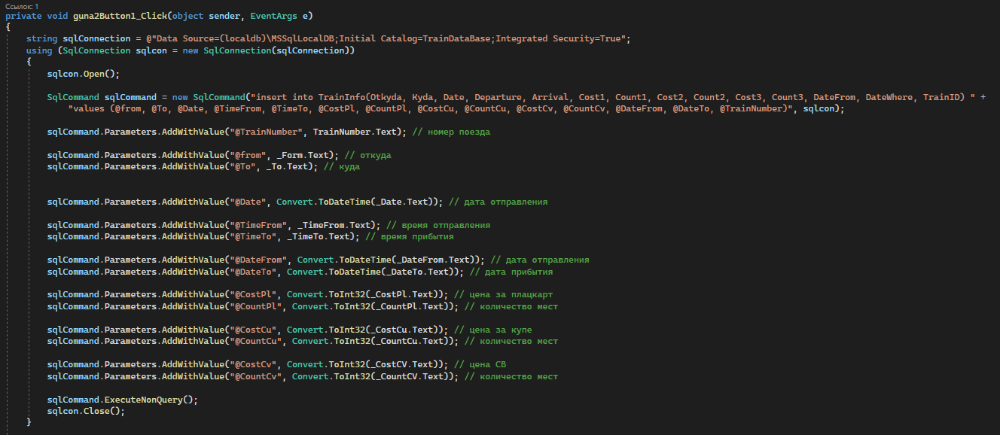 Ссылок: 1
private void guna2Button1_Click(object sender, EventArgs e)
{
string sqlConnection = @"Data Source=(localdb)\MSSqlLocalDB;Initial Catalog=TrainDataBase;Integrated Security=True";
using (SqlConnection sqlcon = new SqlConnection(sqlConnection))
{
sqlcon.Open();
SqlCommand sqlCommand = new SqlCommand("insert into TrainInfo(Otkyda, Kyda, Date, Departure, Arrival, Cost1, Count1, Cost2, Count2, Cost3, Count3, DateFrom, DateWhere, TrainID) " +
"values (@from, @To, @Date, @TimeFrom, @TimeTo, @CostPl, @CountPl, @CostCu, @CountCu, @CostCv, @CountCv, @DateFrom, @DateTo, @TrainNumber)", sqlcon);
sqlCommand.Parameters.AddWithValue("@TrainNumber", TrainNumber.Text); // номер поезда
sqlCommand.Parameters.AddWithValue("@from", _Form.Text); // откуда
sqlCommand.Parameters.AddWithValue("@To", _To.Text); // куда
sqlCommand.Parameters.AddWithValue("@Date", Convert.ToDateTime(_Date.Text)); // дата отправления
sqlCommand.Parameters.AddWithValue("@TimeFrom", _TimeFrom.Text); // время отправления
sqlCommand.Parameters.AddWithValue("@TimeTo", _TimeTo.Text); // время прибытия
sqlCommand.Parameters.AddWithValue("@DateFrom", Convert.ToDateTime(_DateFrom.Text)); // дата отправления
sqlCommand.Parameters.AddWithValue("@DateTo", Convert.ToDateTime(_DateTo.Text)); // дата прибытия
sqlCommand.Parameters.AddWithValue("@CostPl", Convert.ToInt32(_CostPl.Text)); // цена за плацкарт
sqlCommand.Parameters.AddWithValue("@CountPl", Convert.ToInt32(_CountPl.Text)); // количество мест
sqlCommand.Parameters.AddWithValue("@CostCu", Convert.ToInt32(_CostCu.Text)); // цена за купе
sqlCommand.Parameters.AddWithValue("@CountCu", Convert.ToInt32(_CountCu.Text)); // количество мест
sqlCommand.Parameters.AddWithValue("@CostCv", Convert.ToInt32(_CostCV.Text)); // цена СВ
sqlCommand.Parameters.AddWithValue("@CountCv", Convert.ToInt32(_CountCV.Text)); // количество мест
sqlCommand.ExecuteNonQuery();
sqlcon.Close();
}